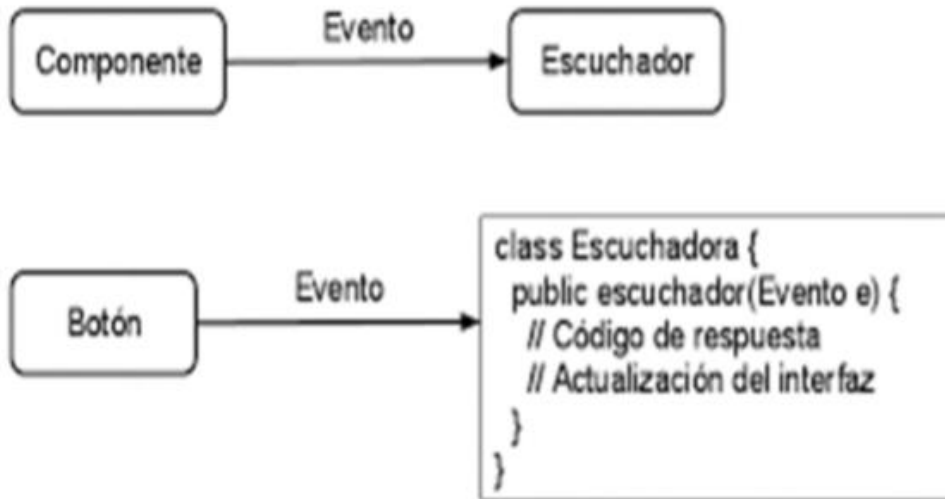 Evento
Componente
Escuchador
Evento
Botón
class Escuchadora {
public escuchador(Evento e) {
// Código de respuesta
// Actualización del interfaz
}
}